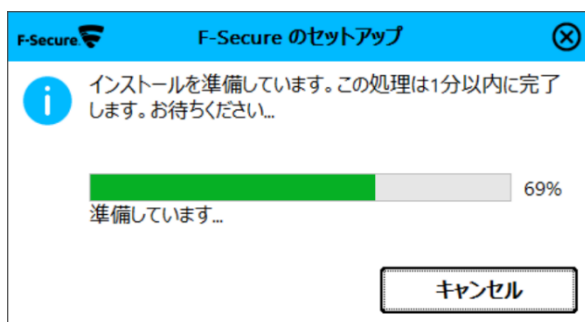 F-Secure
F-Secure のセットアップ
インストールを準備しています。この処理は1分以内に完了
します。お待ちください...
69%
準備しています...
キャンセル